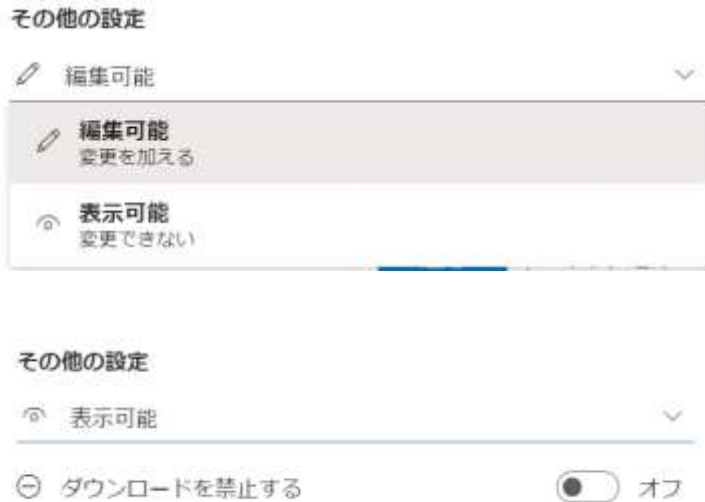 その他の設定
編集可能
編集可能
変更を加える
表示可能
変更できない
その他の設定
表示可能
ダウンロードを禁止する オフ